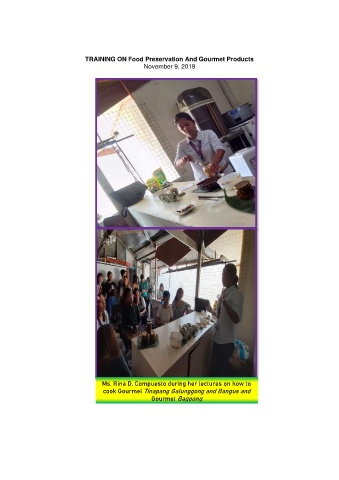 TRAINING ON Food Preservation And Gourmet Products
November 9, 2019
Ms. Rina D. Compuesto during her lectures on how to
cook Gourmet Tinapang Galunggong and Bangus and
Gourmet Bagoong